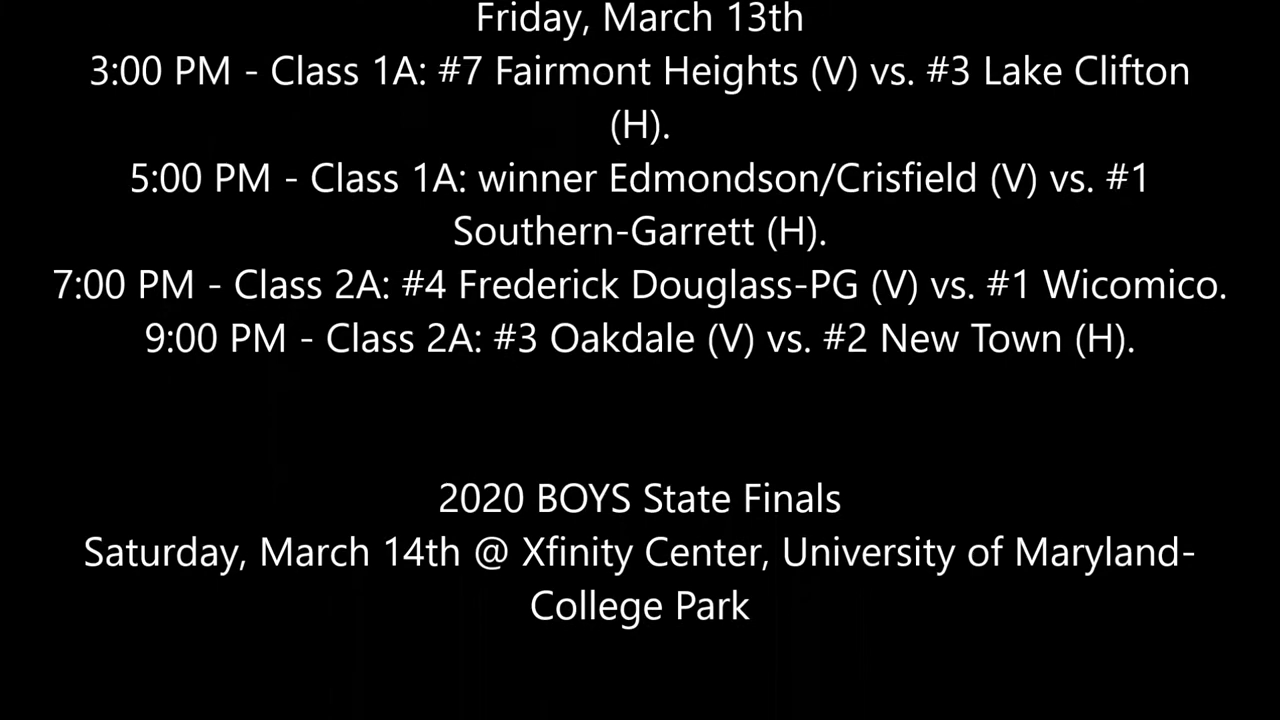 Friday, March 13th
3:00 PM - Class 1A: #7 Fairmont Heights (V) vs. #3 Lake Clifton
(H).
5:00 PM - Class 1A: winner Edmondson/Crisfield (V) vs. #1
Southern-Garrett (H).
7:00 PM - Class 2A: #4 Frederick Douglass-PG (V) vs. #1 Wicomico.
9:00 PM - Class 2A: #3 Oakdale (V) vs. #2 New Town (H).
2020 BOYS State Finals
Saturday, March 14th @ Xfinity Center, University of Maryland-
College Park